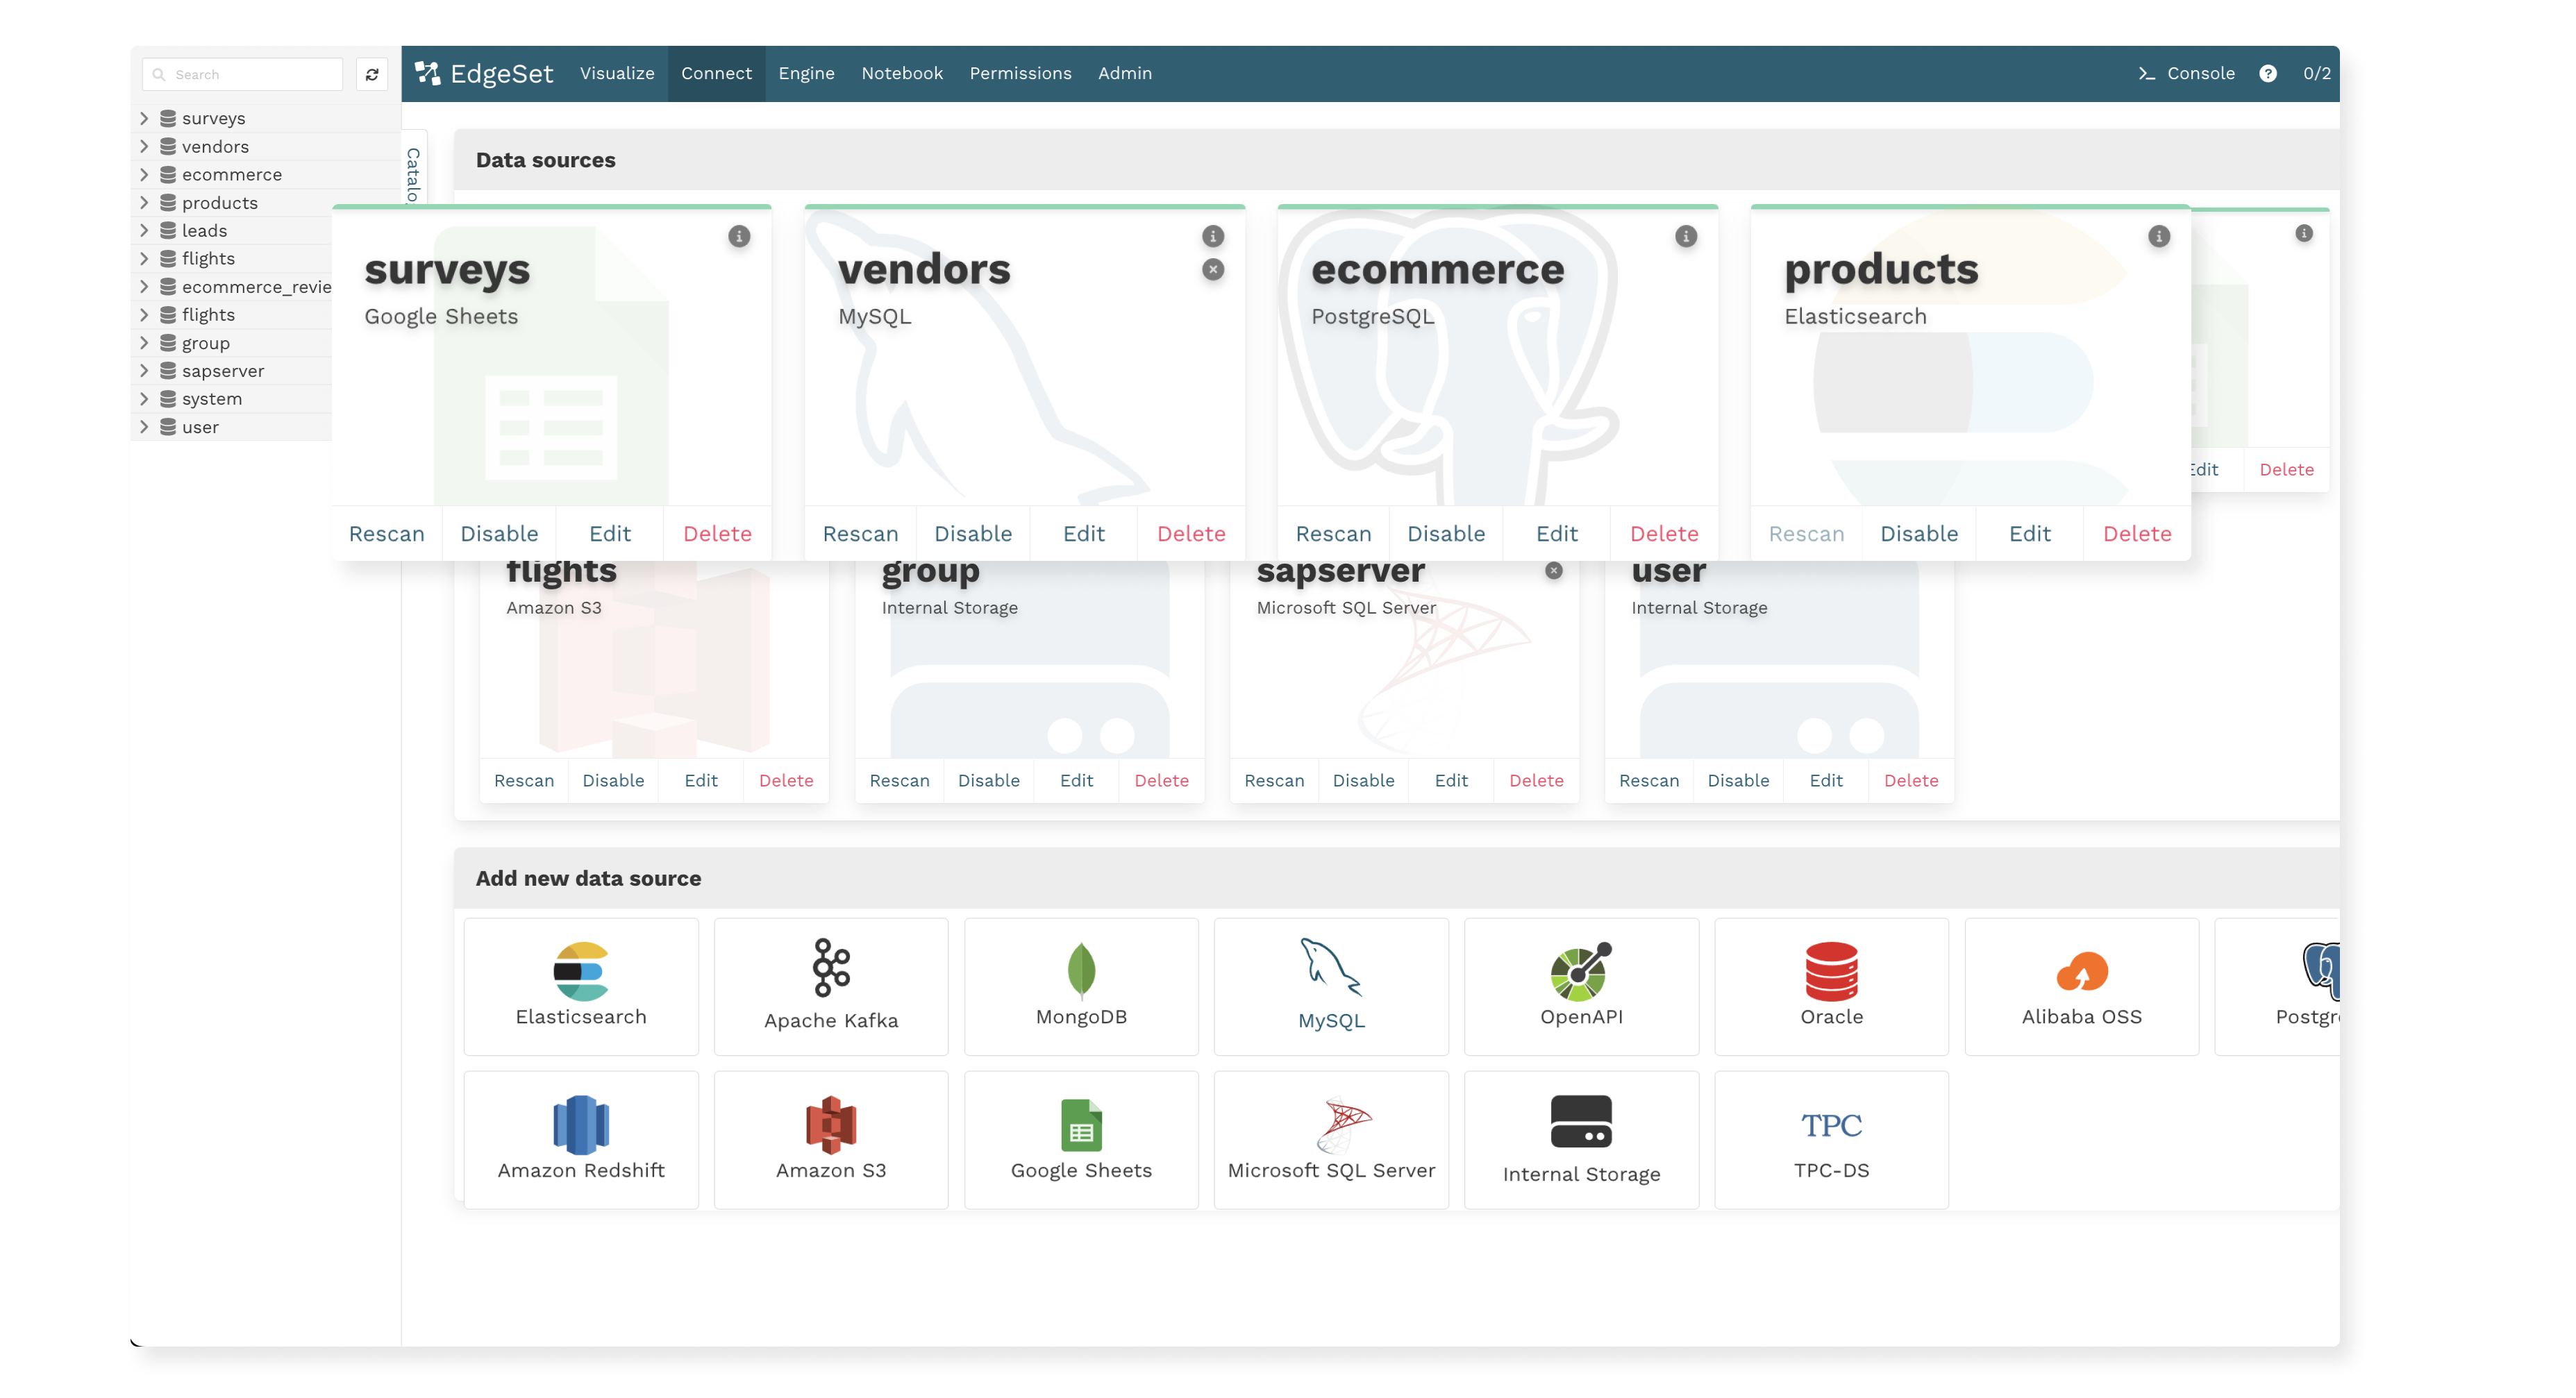 Search
EdgeSet Visualize Connect Engine Notebook Permissions Admin Console 0/2
surveys
vendors
ecommerce
products
leads
flights
ecommerce_revie
flights
group
sapserver
system
user
Catalo
Data sources
surveys
Google Sheets
Rescan Disable Edit Delete
vendors
MySQL
Rescan Disable Edit Delete
ecommerce
PostgreSQL
Rescan Disable Edit Delete
products
Elasticsearch
Rescan Disable Edit Delete
Edit Delete
flights
Amazon S3
Rescan Disable Edit Delete
group
Internal Storage
Rescan Disable Edit Delete
sapserver
Microsoft SQL Server
Rescan Disable Edit Delete
user
Internal Storage
Rescan Disable Edit Delete
Add new data source
Elasticsearch
Apache Kafka
MongoDB
MySQL
OpenAPI
Oracle
Alibaba OSS
Postgr
Amazon Redshift
Amazon S3
Google Sheets
Microsoft SQL Server
Internal Storage
TPC
TPC-DS